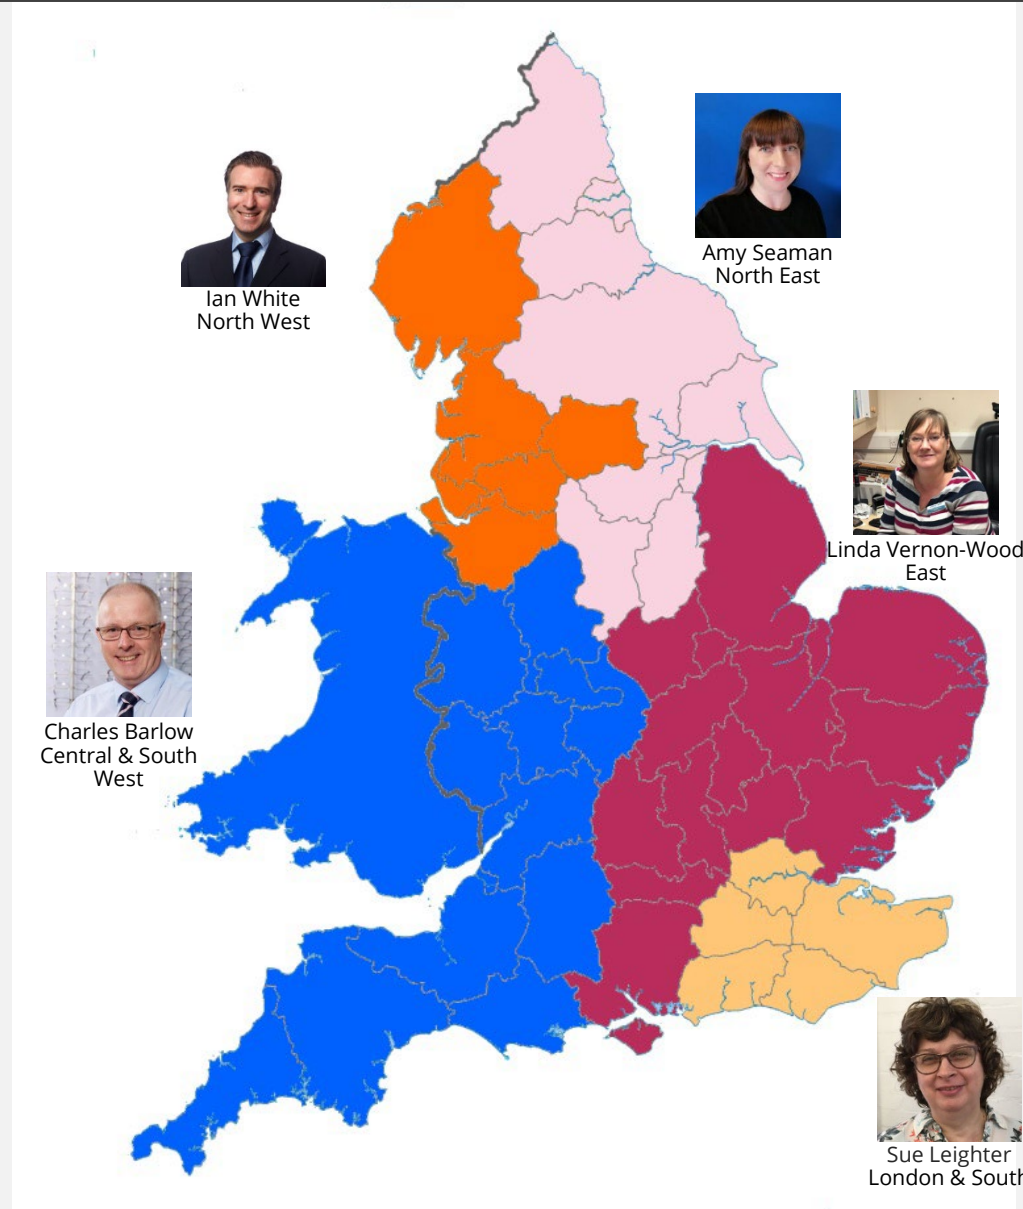 Amy Seaman
North East
Ian White
North West
Linda Vernon-Wood
East
Charles Barlow
Central & South
West
Sue Leighter
London & South